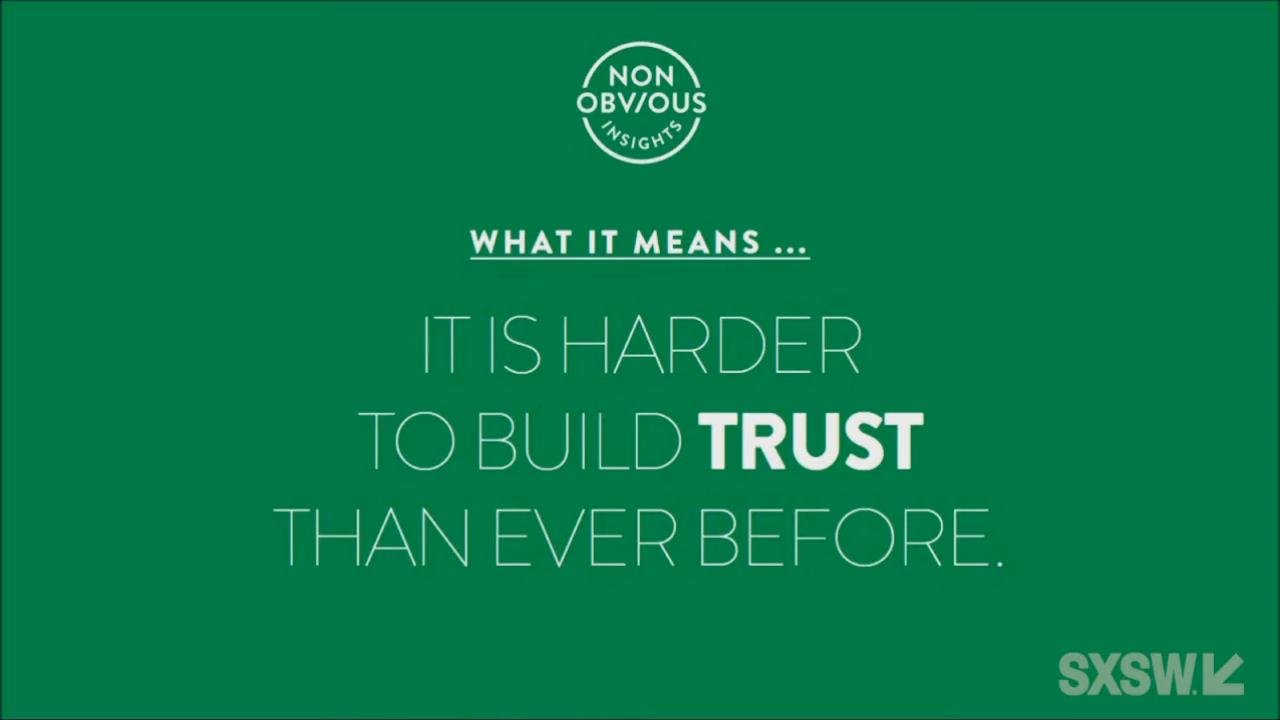 NON
OBV/OUS
INSIGHTS
WHAT IT MEANS ...
IT IS HARDER
TO BUILD TRUST
THAN EVER BEFORE.
SXSW.